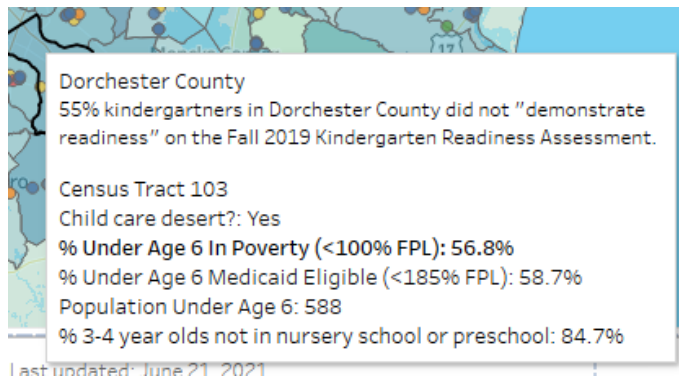 17
Dorchester County
55% kindergartners in Dorchester County did not "demonstrate
readiness" on the Fall 2019 Kindergarten Readiness Assessment.
Census Tract 103
Child care desert?: Yes
% Under Age 6 In Poverty (<100% FPL): 56.8%
% Under Age 6 Medicaid Eligible (<185% FPL): 58.7%
Population Under Age 6: 588
% 3-4 year olds not in nursery school or preschool: 84.7%
Last updated: June 21, 2021